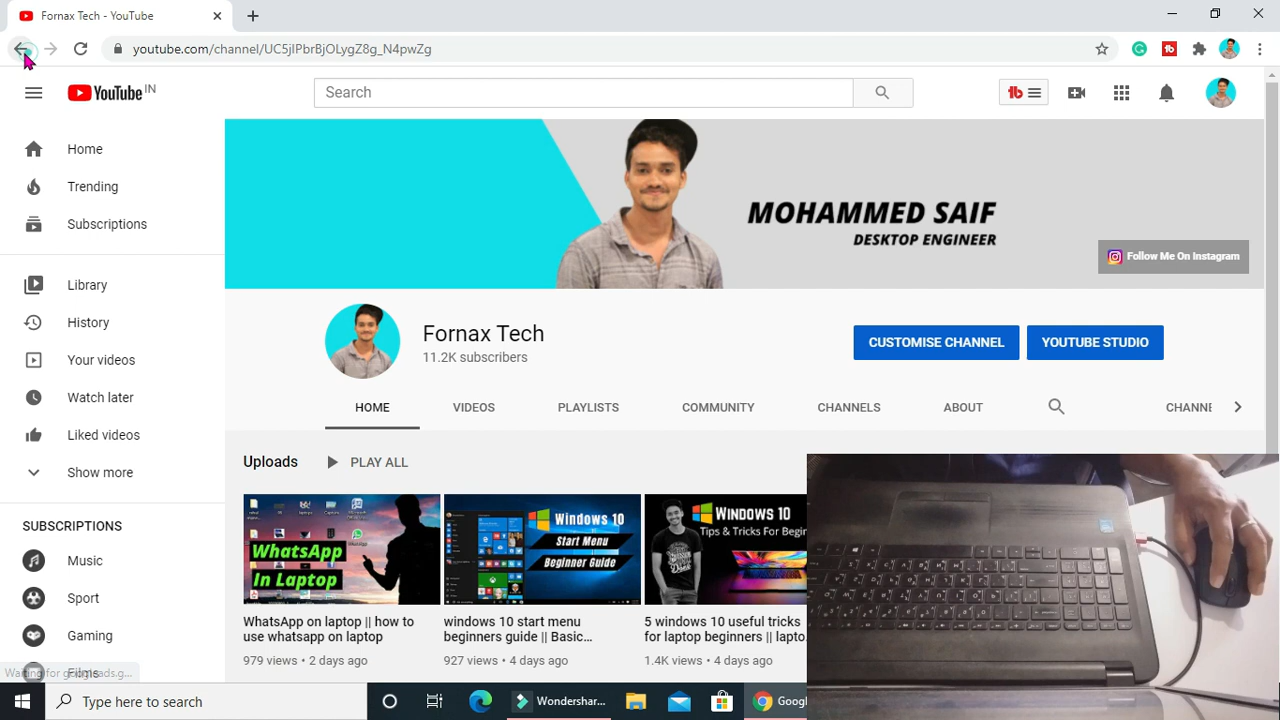 Fornax Tech - YouTube
youtube.com/channel/UC5jIPbrBjOLygZ8g_N4pwZg
YouTube IN
Search
Home
Trending
Subscriptions
Library
History
Your videos
Watch later
Liked videos
Show more
SUBSCRIPTIONS
Music
Sport
Gaming
Films
MOHAMMED SAIF
DESKTOP ENGINEER
Follow Me On Instagram
Fornax Tech
11.2K subscribers
CUSTOMISE CHANNEL
YOUTUBE STUDIO
HOME VIDEOS PLAYLISTS COMMUNITY CHANNELS ABOUT CHANNE
Uploads PLAY ALL
WhatsApp
In Laptop
WhatsApp on laptop || how to
use whatsapp on laptop
979 views • 2 days ago
Windows 10
Start Menu
Beginner Guide
windows 10 start menu
beginners guide || Basic...
927 views • 4 days ago
WINDOWS 10
Tips & Tricks For Begin
5 windows 10 useful tricks
for laptop beginners || lapto
1.4K views • 4 days ago
Type here to search
Wondershar...
Googl